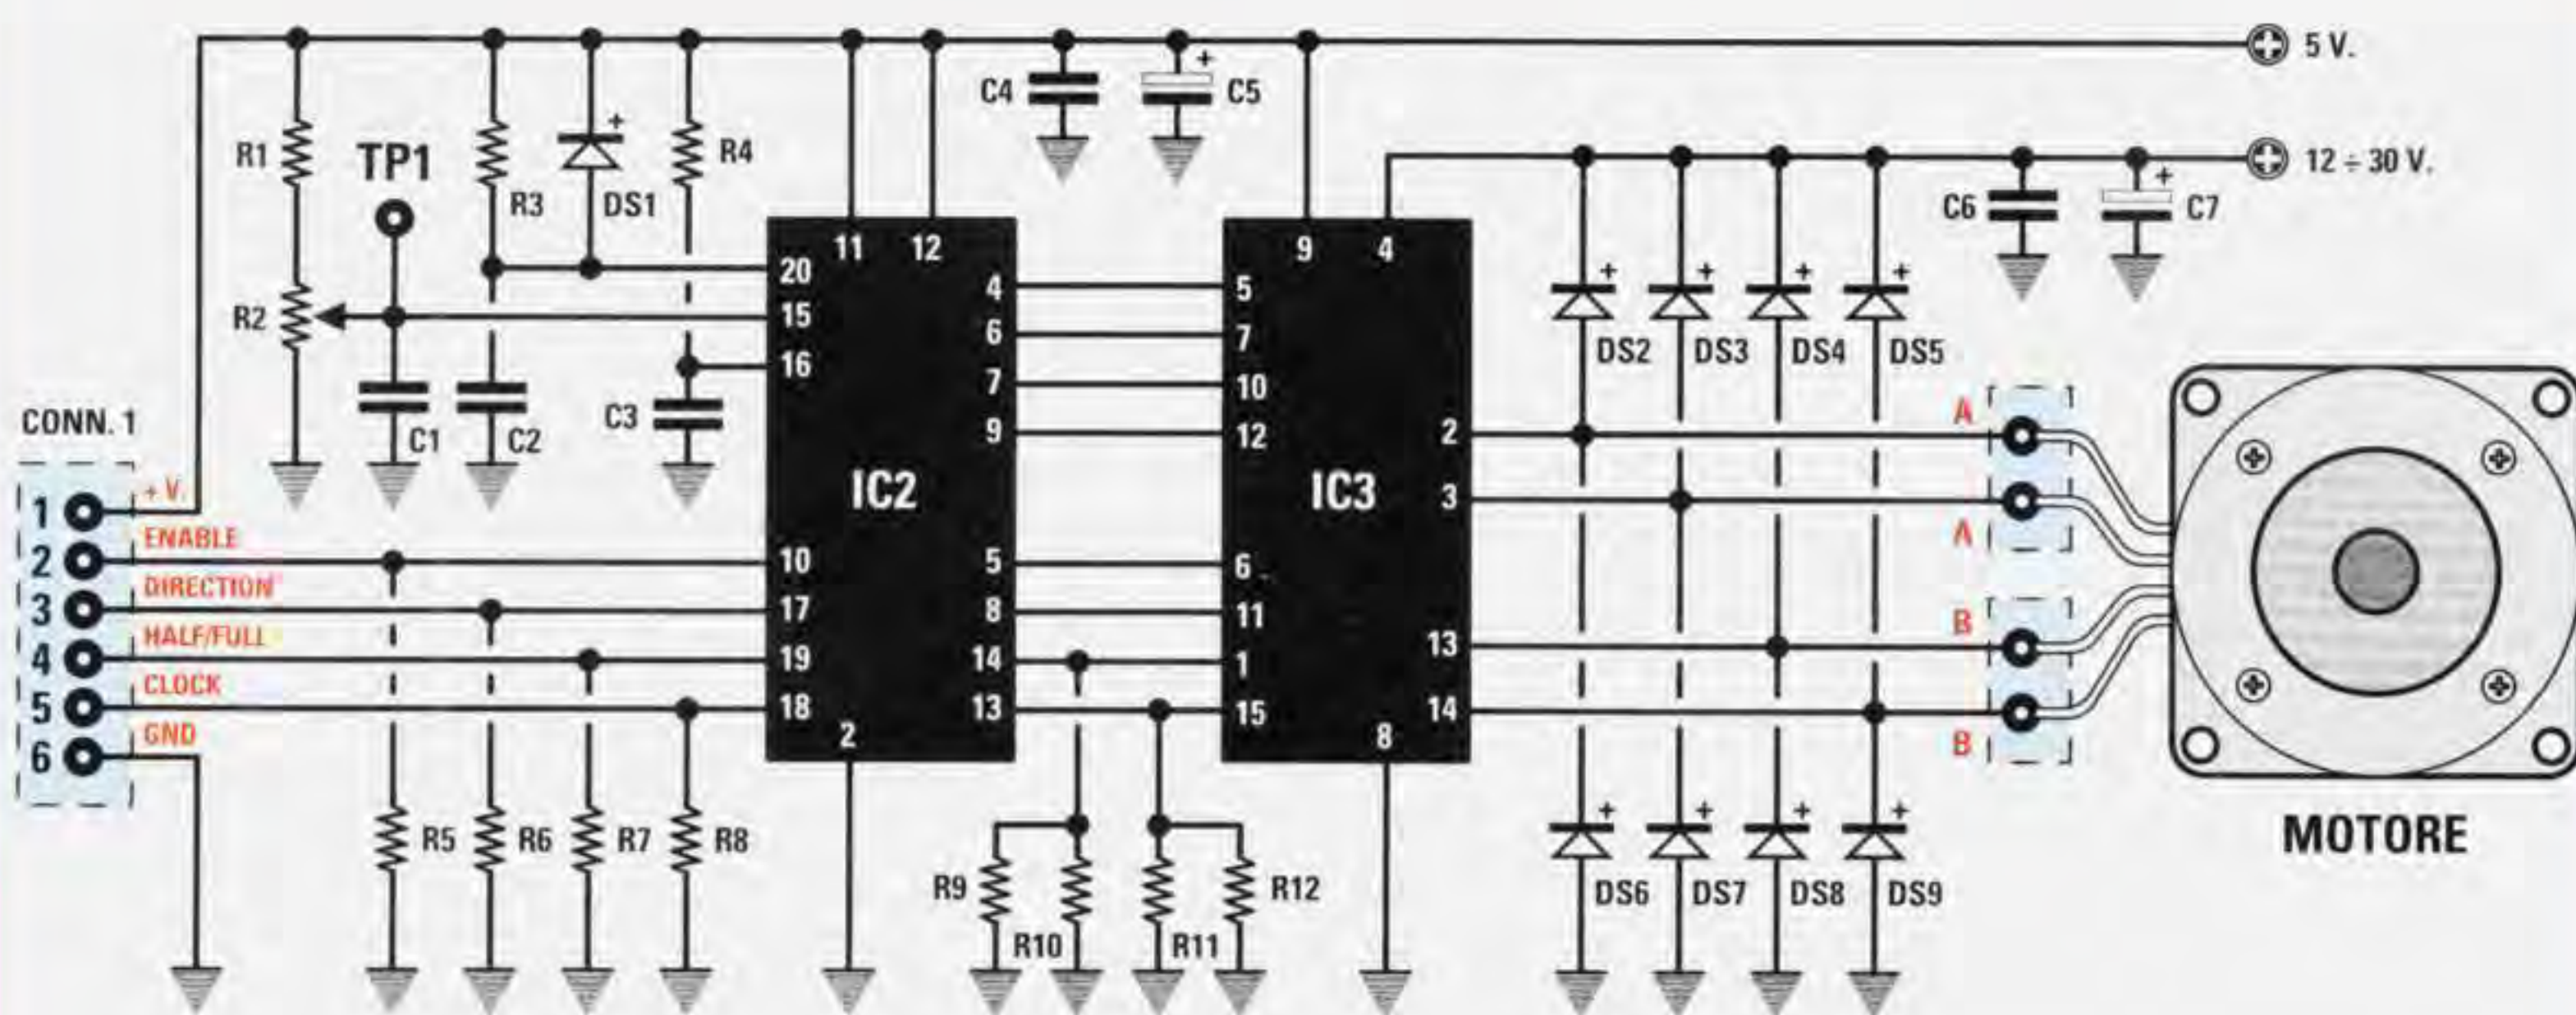 5 V.
C4
+
C5
R1
TP1
R3
+
DS1
R4
12 ÷ 30 V.
C6
+
C7
R2
11
12
20
15
16
10
17
19
18
2
4
6
7
9
5
8
14
13
IC2
9
4
5
7
10
12
6
11
1
15
8
2
3
13
14
IC3
+
DS2
+
DS3
+
DS4
+
DS5
C1
C2
C3
CONN. 1
1
+ V.
2
ENABLE
3
DIRECTION
4
HALF/FULL
5
CLOCK
6
GND
A
A
B
B
R5
R6
R7
R8
R9
R10
R11
R12
+
DS6
+
DS7
+
DS8
+
DS9
MOTORE